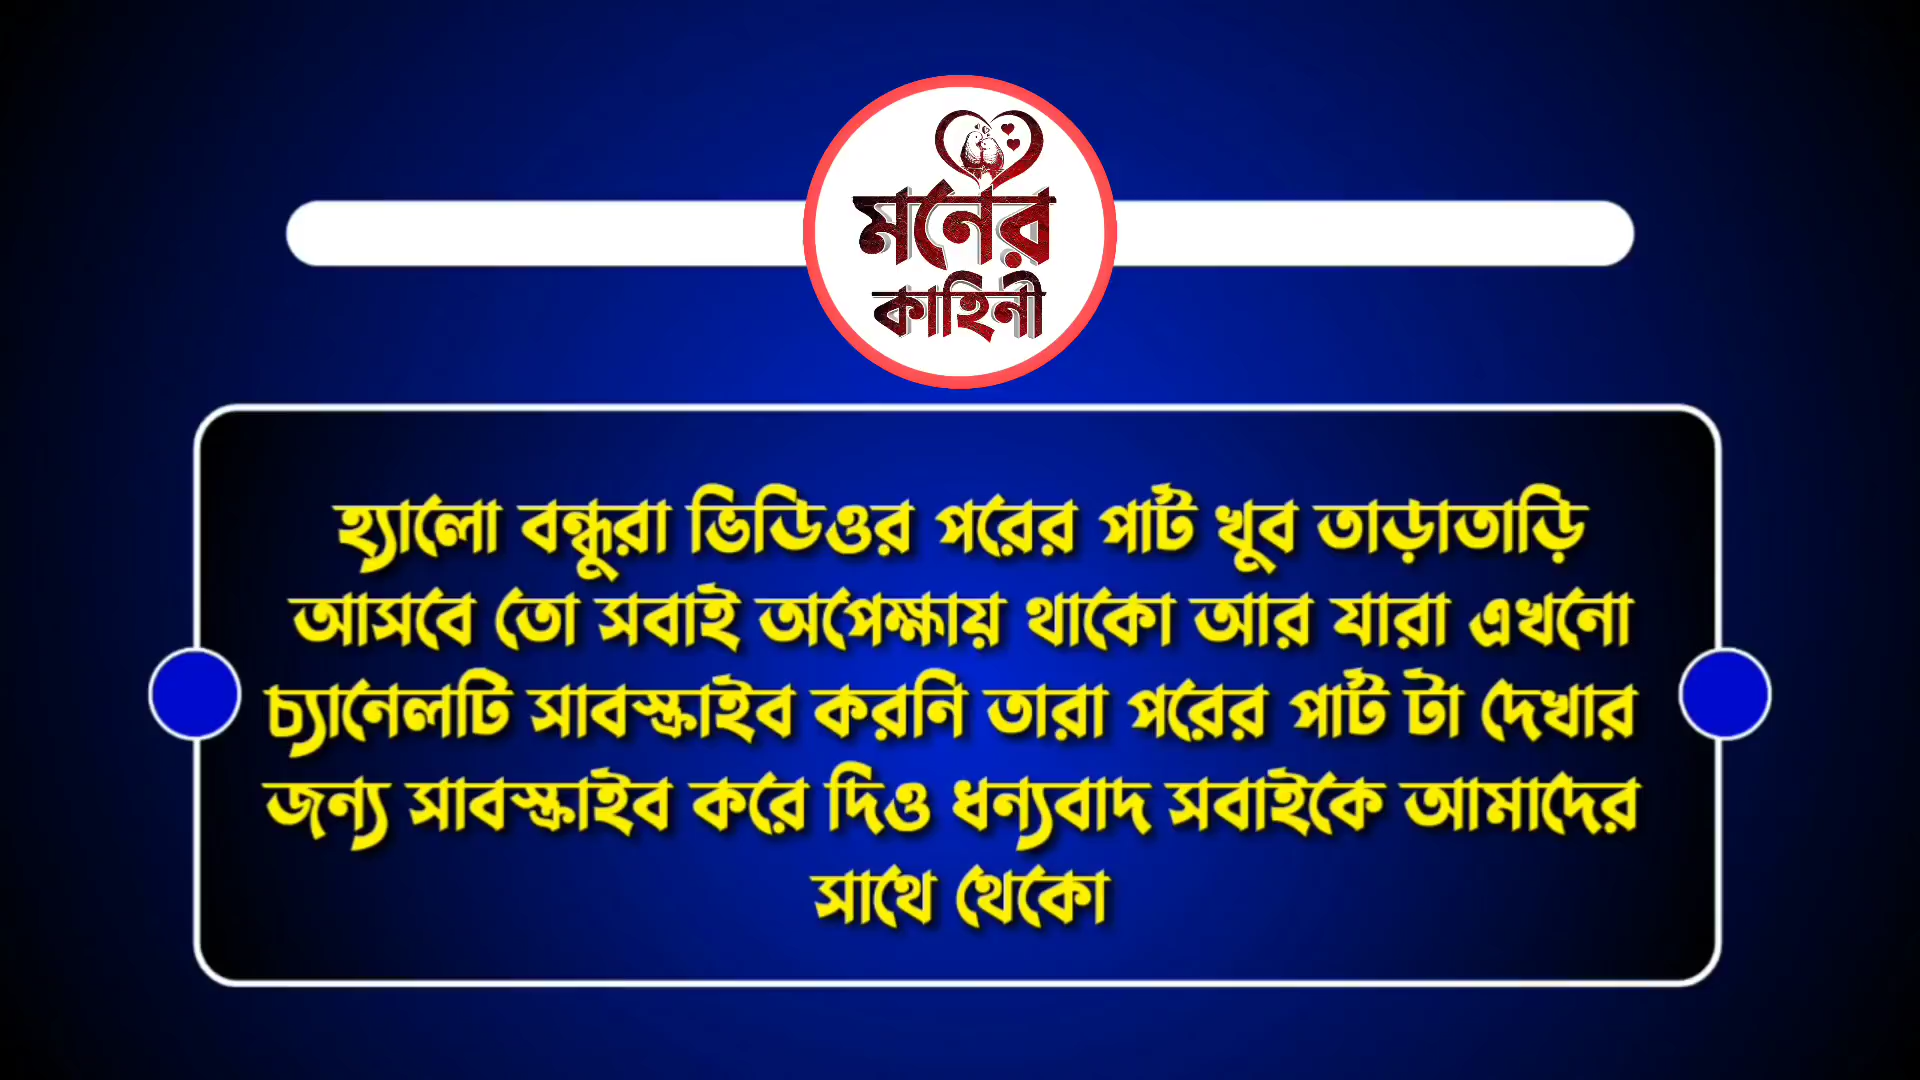 মনের
কাহিনী
হ্যালো বন্ধুরা ভিডিওর পরের পার্ট খুব তাড়াতাড়ি
আসবে তো সবাই অপেক্ষায় থাকো আর যারা এখনো
চ্যানেলটি সাবস্ক্রাইব করনি তারা পরের পার্ট টা দেখার
জন্য সাবস্ক্রাইব করে দিও ধন্যবাদ সবাইকে আমাদের
সাথে থেকো